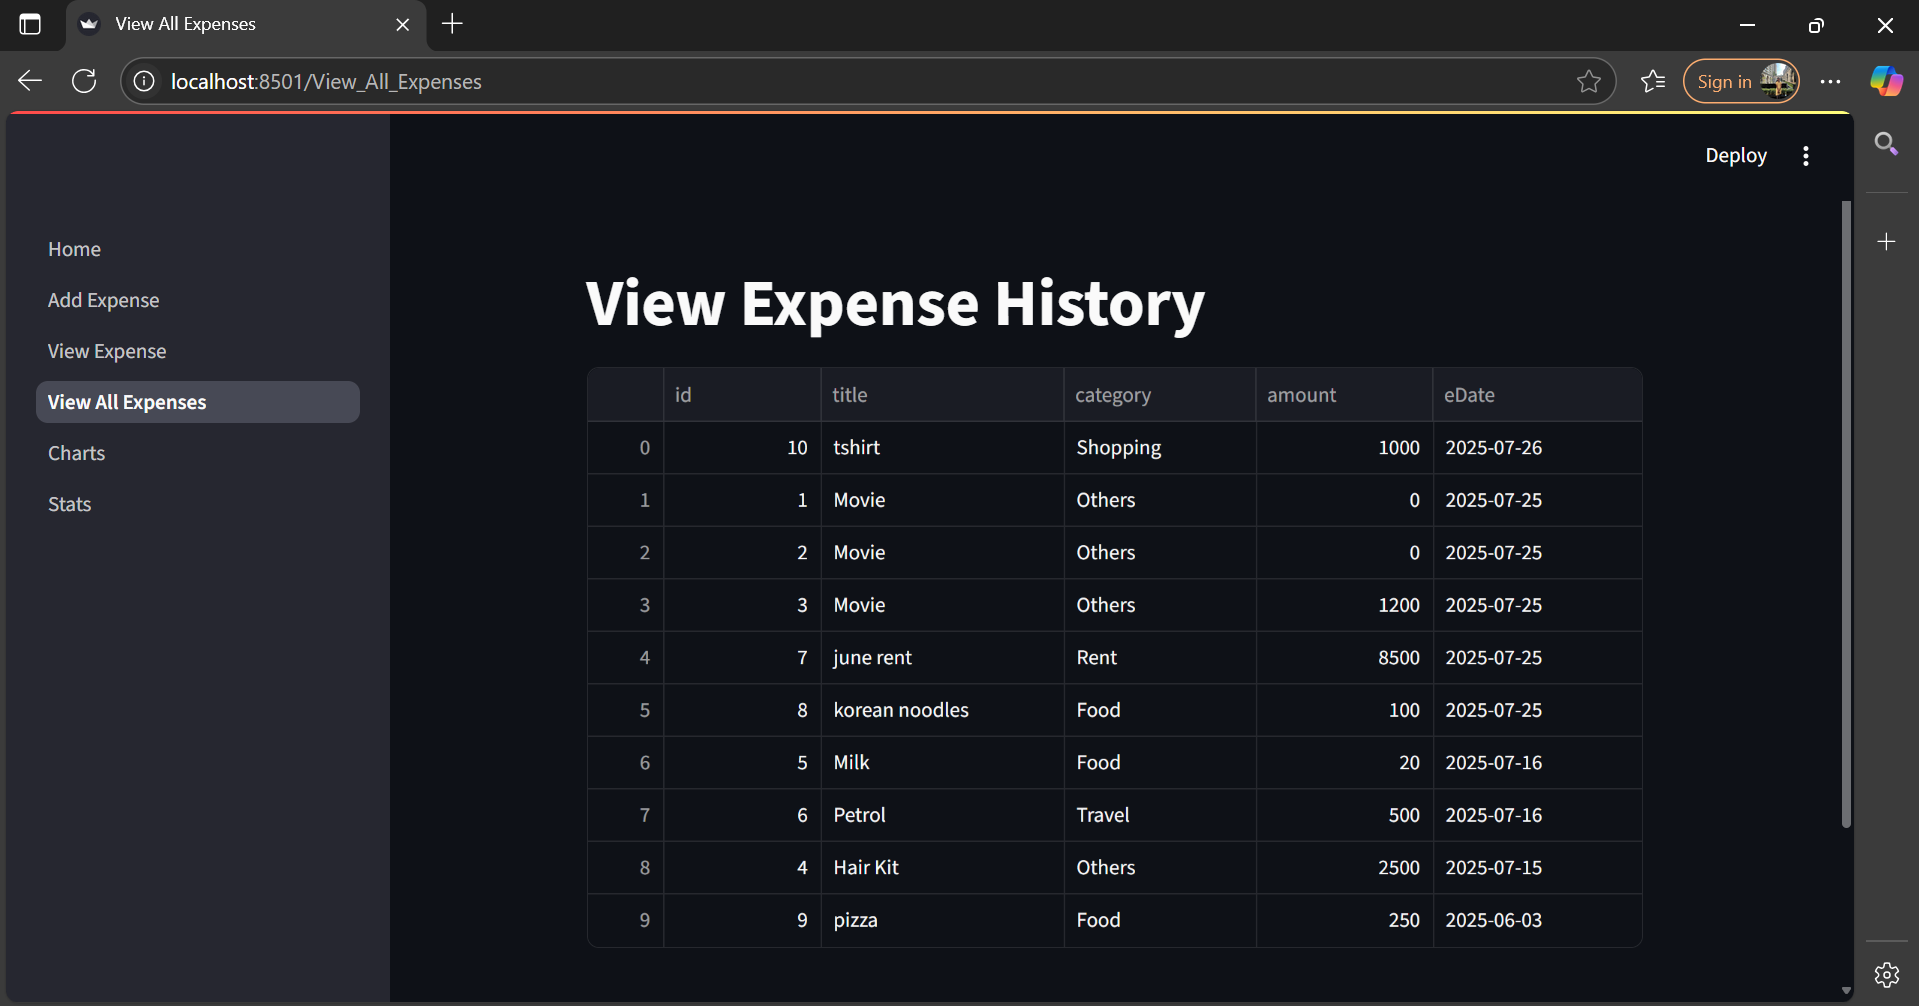 View All Expenses
localhost:8501/View_All_Expenses
Sign in
Deploy
Home
Add Expense
View Expense
View All Expenses
Charts
Stats
View Expense History
id title category amount eDate
0 10 tshirt Shopping 1000 2025-07-26
1 1 Movie Others 0 2025-07-25
2 2 Movie Others 0 2025-07-25
3 3 Movie Others 1200 2025-07-25
4 7 june rent Rent 8500 2025-07-25
5 8 korean noodles Food 100 2025-07-25
6 5 Milk Food 20 2025-07-16
7 6 Petrol Travel 500 2025-07-16
8 4 Hair Kit Others 2500 2025-07-15
9 9 pizza Food 250 2025-06-03